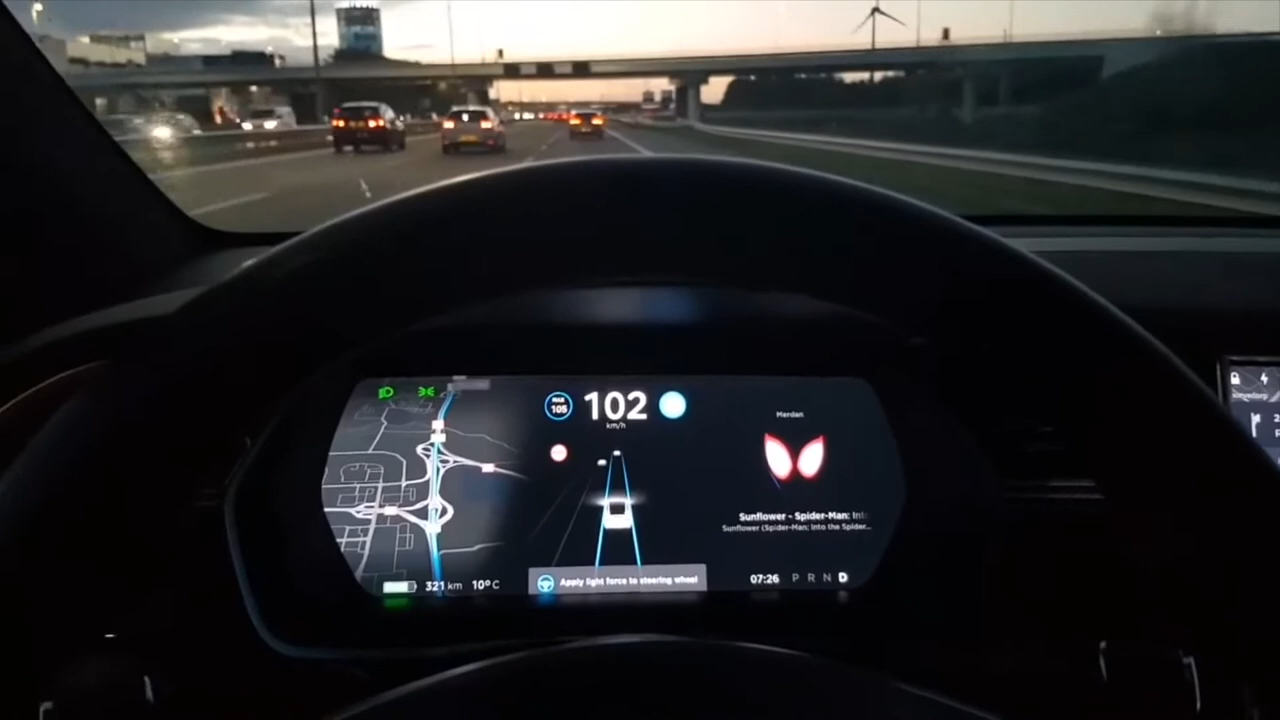 MAX
105
102
km/h
Merdan
Sunflower - Spider-Man: Int
Sunflower (Spider-Man: Into the Spider...
321 km
10°C
Apply light force to steering wheel
07:26
P R N D
2